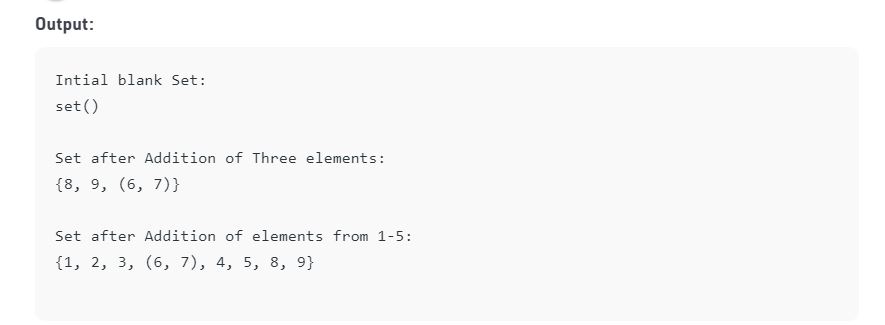 Output:
Intial blank Set:
set()
Set after Addition of Three elements:
{8, 9, (6, 7)}
Set after Addition of elements from 1-5:
{1, 2, 3, (6, 7), 4, 5, 8, 9}